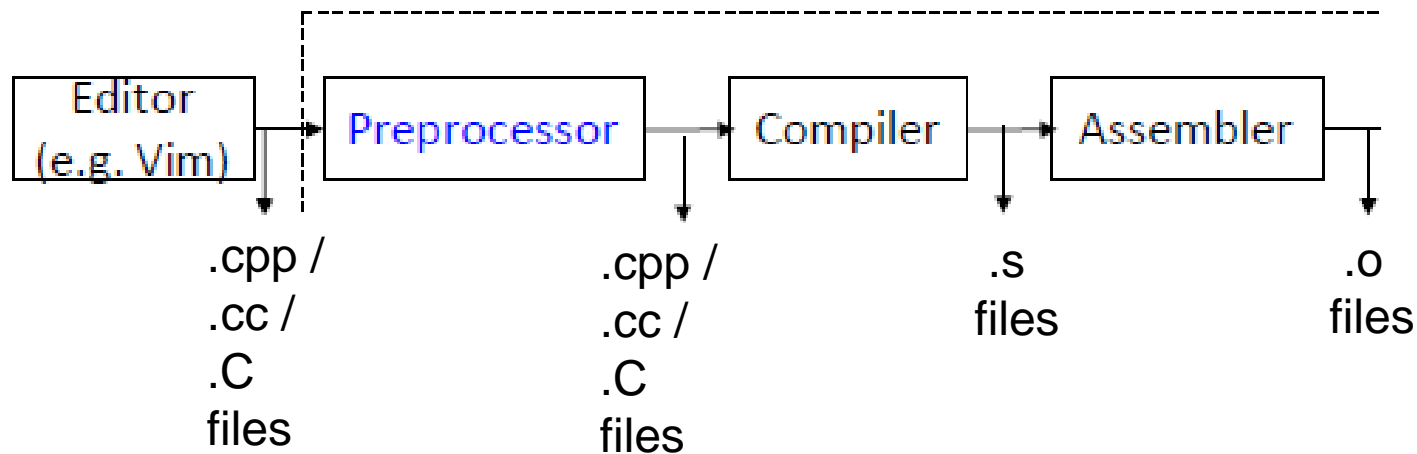 Editor
(e.g. Vim)
Preprocessor
Compiler
Assembler
.cpp /
.cc /
.C
files
.cpp /
.cc /
.C
files
.s
files
.o
files